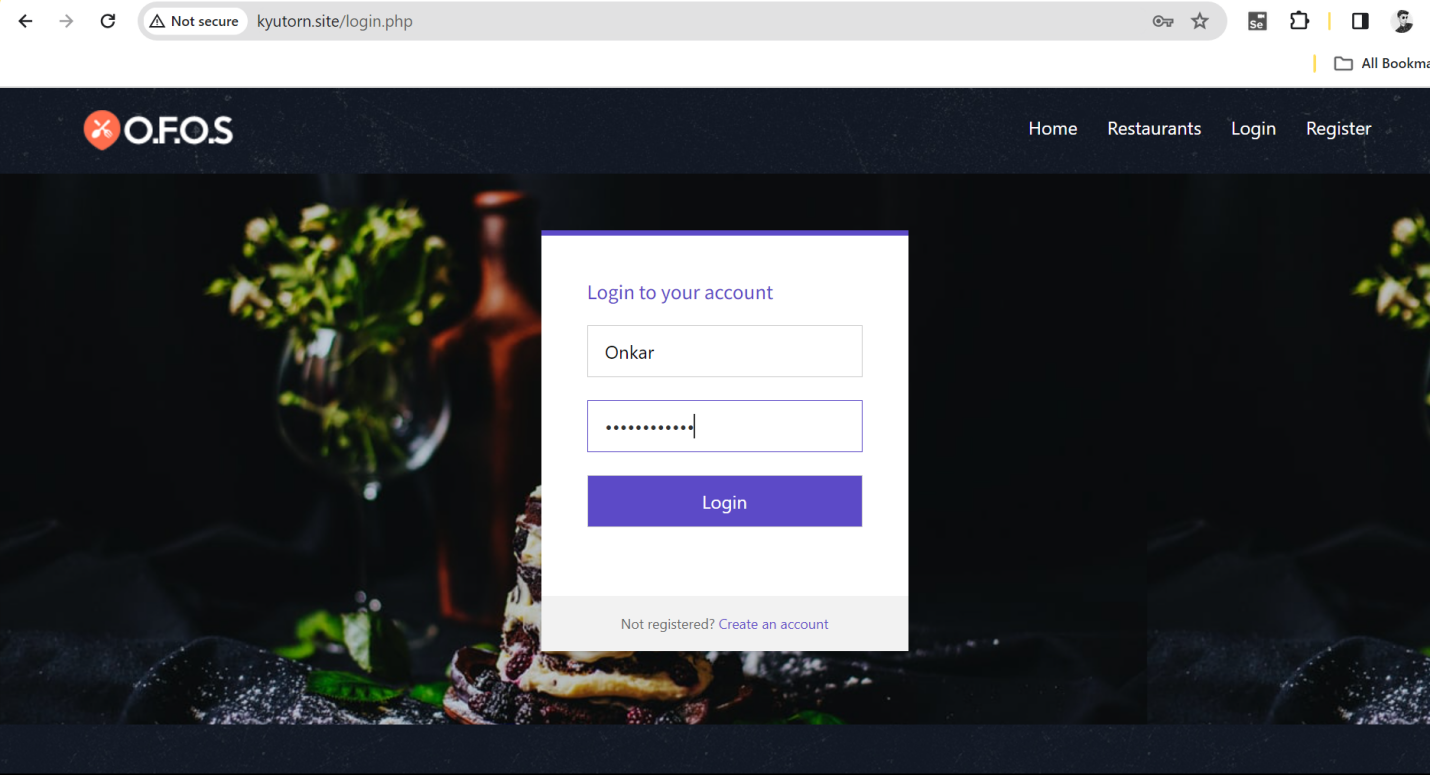 Not secure kyutorn.site/login.php
Se
All Bookma
O.F.O.S
Home Restaurants Login Register
Login to your account
Onkar
••••••••••••
Login
Not registered? Create an account